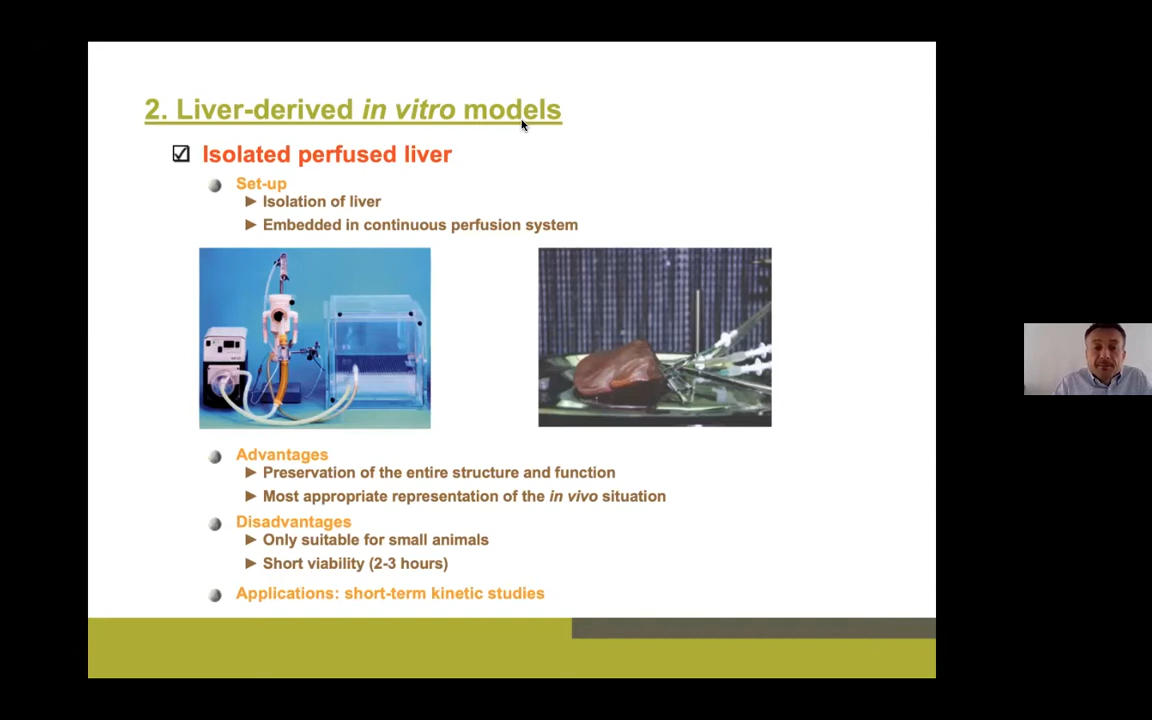 2. Liver-derived in vitro models
Isolated perfused liver
Set-up
Isolation of liver
Embedded in continuous perfusion system
Advantages
Preservation of the entire structure and function
Most appropriate representation of the in vivo situation
Disadvantages
Only suitable for small animals
Short viability (2-3 hours)
Applications: short-term kinetic studies